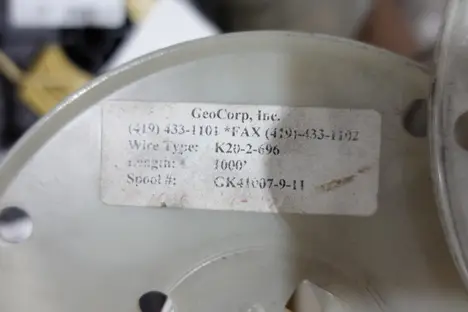 GeoCorp, Inc.
(419) 433-1101 *FAX (419)-433-1102
Wire Type: K20-2-696
Length: * 1000'
Spool #: GK41007-9-11